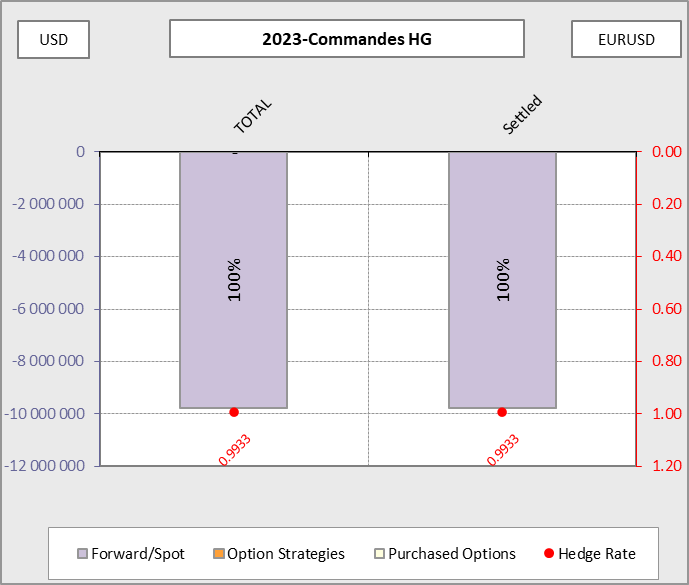 USD
2023-Commandes HG
EURUSD
TOTAL
Settled
0
-2 000 000
-4 000 000
-6 000 000
-8 000 000
-10 000 000
-12 000 000
100%
100%
0.9933
0.9933
0.00
0.20
0.40
0.60
0.80
1.00
1.20
Forward/Spot
Option Strategies
Purchased Options
Hedge Rate